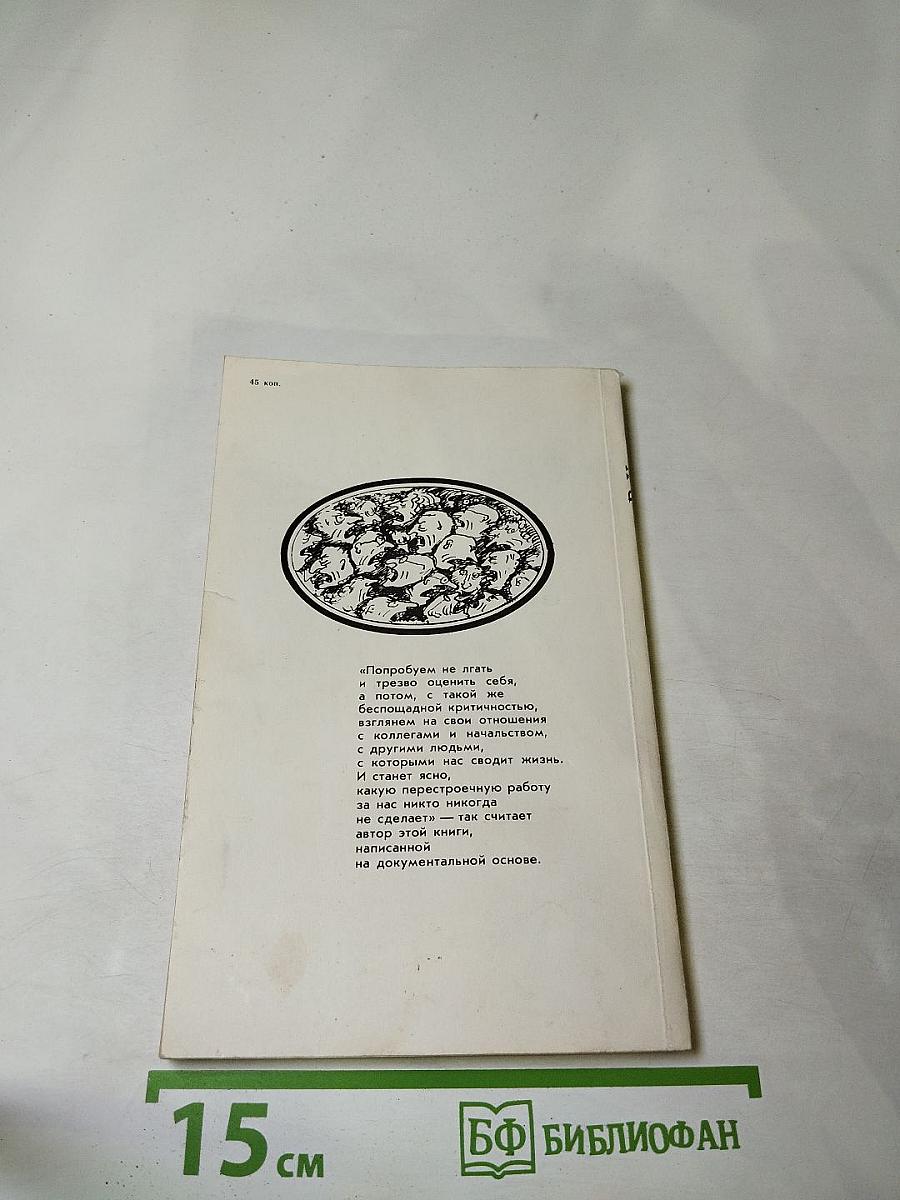 45 коп.
«Попробуем не лгать
и трезво оценить себя,
а потом, с такой же
беспощадной критичностью,
взглянем на свои отношения
с коллегами и начальством,
с другими людьми,
с которыми нас сводит жизнь.
И станет ясно,
какую перестроечную работу
за нас никто никогда
не сделает» — так считает
автор этой книги,
написанной
на документальной основе.
15 см
БФ БИБЛИОФАН